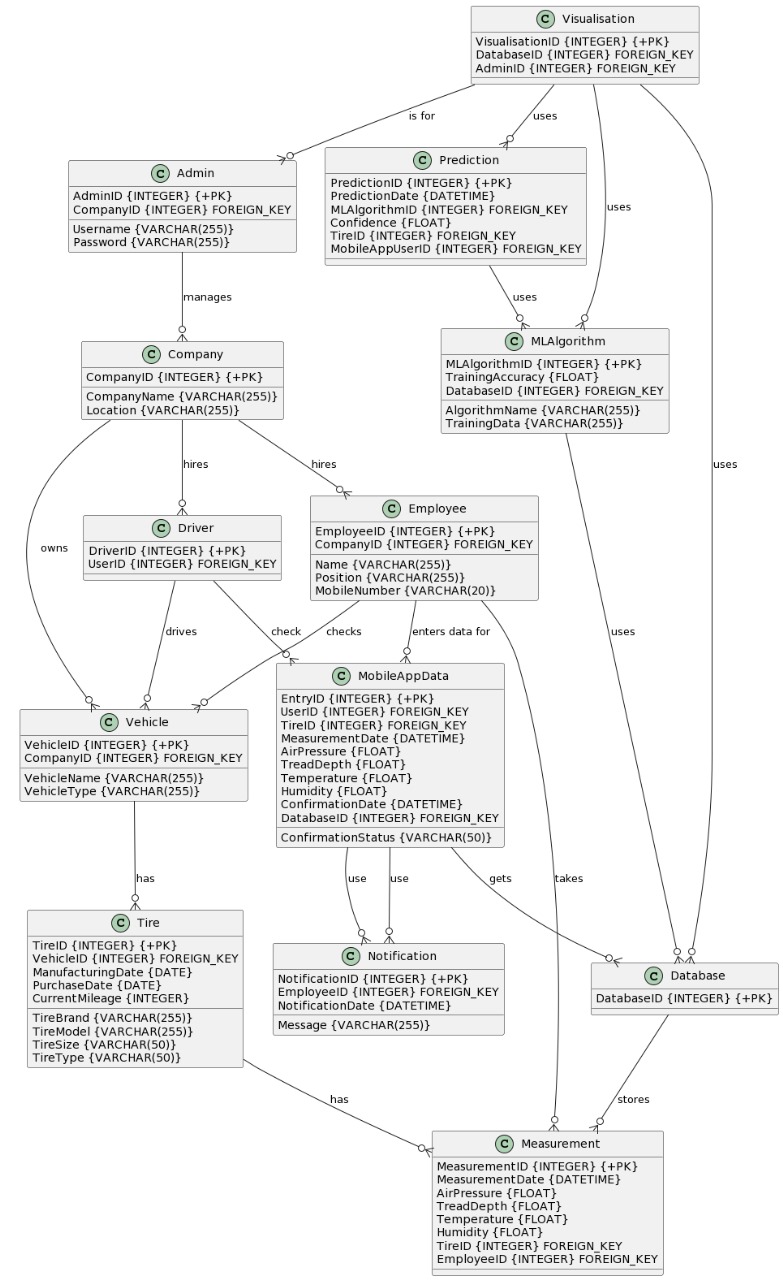 C Visualisation
VisualisationID {INTEGER} {+PK}
DatabaseID {INTEGER} FOREIGN_KEY
AdminID {INTEGER} FOREIGN_KEY
is for
uses
uses
uses
C Admin
AdminID {INTEGER} {+PK}
CompanyID {INTEGER} FOREIGN_KEY
Username {VARCHAR(255)}
Password {VARCHAR(255)}
C Prediction
PredictionID {INTEGER} {+PK}
PredictionDate {DATETIME}
MLAlgorithmID {INTEGER} FOREIGN_KEY
Confidence {FLOAT}
TireID {INTEGER} FOREIGN_KEY
MobileAppUserID {INTEGER} FOREIGN_KEY
manages
uses
C Company
CompanyID {INTEGER} {+PK}
CompanyName {VARCHAR(255)}
Location {VARCHAR(255)}
C MLAlgorithm
MLAlgorithmID {INTEGER} {+PK}
TrainingAccuracy {FLOAT}
DatabaseID {INTEGER} FOREIGN_KEY
AlgorithmName {VARCHAR(255)}
TrainingData {VARCHAR(255)}
owns
hires
hires
uses
C Driver
DriverID {INTEGER} {+PK}
UserID {INTEGER} FOREIGN_KEY
C Employee
EmployeeID {INTEGER} {+PK}
CompanyID {INTEGER} FOREIGN_KEY
Name {VARCHAR(255)}
Position {VARCHAR(255)}
MobileNumber {VARCHAR(20)}
drives
check
checks
enters data for
takes
C Vehicle
VehicleID {INTEGER} {+PK}
CompanyID {INTEGER} FOREIGN_KEY
VehicleName {VARCHAR(255)}
VehicleType {VARCHAR(255)}
C MobileAppData
EntryID {INTEGER} {+PK}
UserID {INTEGER} FOREIGN_KEY
TireID {INTEGER} FOREIGN_KEY
MeasurementDate {DATETIME}
AirPressure {FLOAT}
TreadDepth {FLOAT}
Temperature {FLOAT}
Humidity {FLOAT}
ConfirmationDate {DATETIME}
DatabaseID {INTEGER} FOREIGN_KEY
ConfirmationStatus {VARCHAR(50)}
has
use
use
gets
C Tire
TireID {INTEGER} {+PK}
VehicleID {INTEGER} FOREIGN_KEY
ManufacturingDate {DATE}
PurchaseDate {DATE}
CurrentMileage {INTEGER}
TireBrand {VARCHAR(255)}
TireModel {VARCHAR(255)}
TireSize {VARCHAR(50)}
TireType {VARCHAR(50)}
C Notification
NotificationID {INTEGER} {+PK}
EmployeeID {INTEGER} FOREIGN_KEY
NotificationDate {DATETIME}
Message {VARCHAR(255)}
C Database
DatabaseID {INTEGER} {+PK}
has
stores
C Measurement
MeasurementID {INTEGER} {+PK}
MeasurementDate {DATETIME}
AirPressure {FLOAT}
TreadDepth {FLOAT}
Temperature {FLOAT}
Humidity {FLOAT}
TireID {INTEGER} FOREIGN_KEY
EmployeeID {INTEGER} FOREIGN_KEY